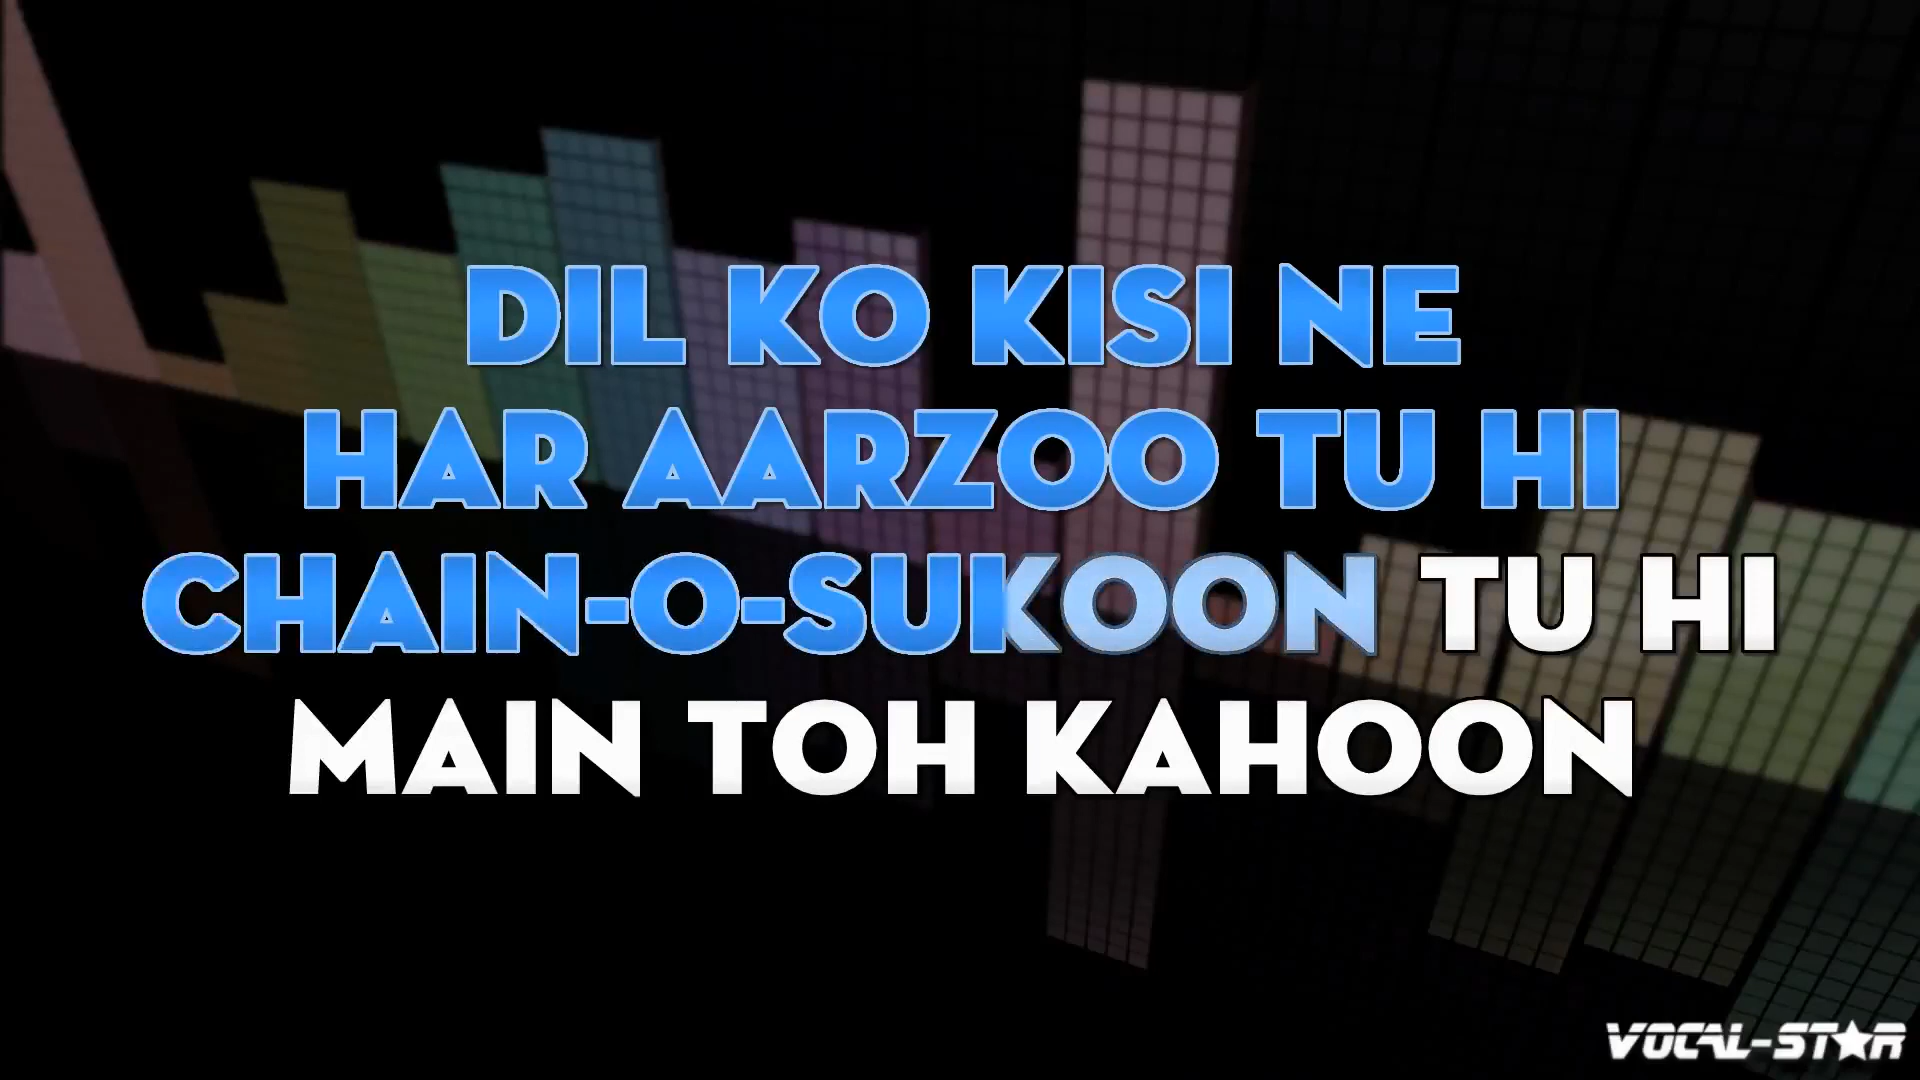 DIL KO KISI NE
HAR AARZOO TU HI
CHAIN-O-SUKOON TU HI
MAIN TOH KAHOON
VOCAL-STAR